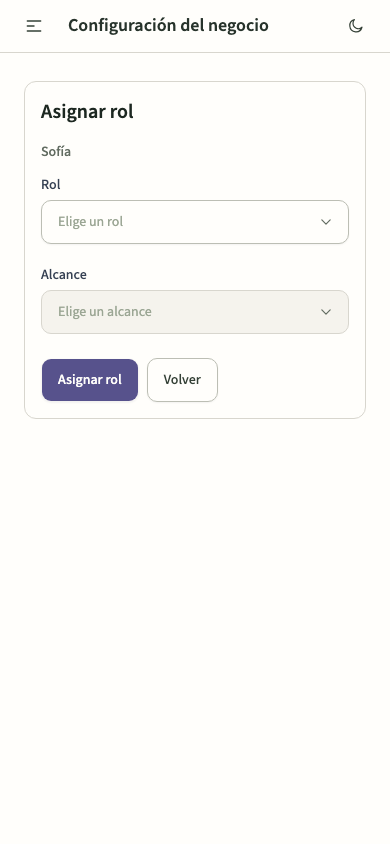 Configuración del negocio
Asignar rol
Sofía
Rol
Elige un rol
Alcance
Elige un alcance
Asignar rol
Volver